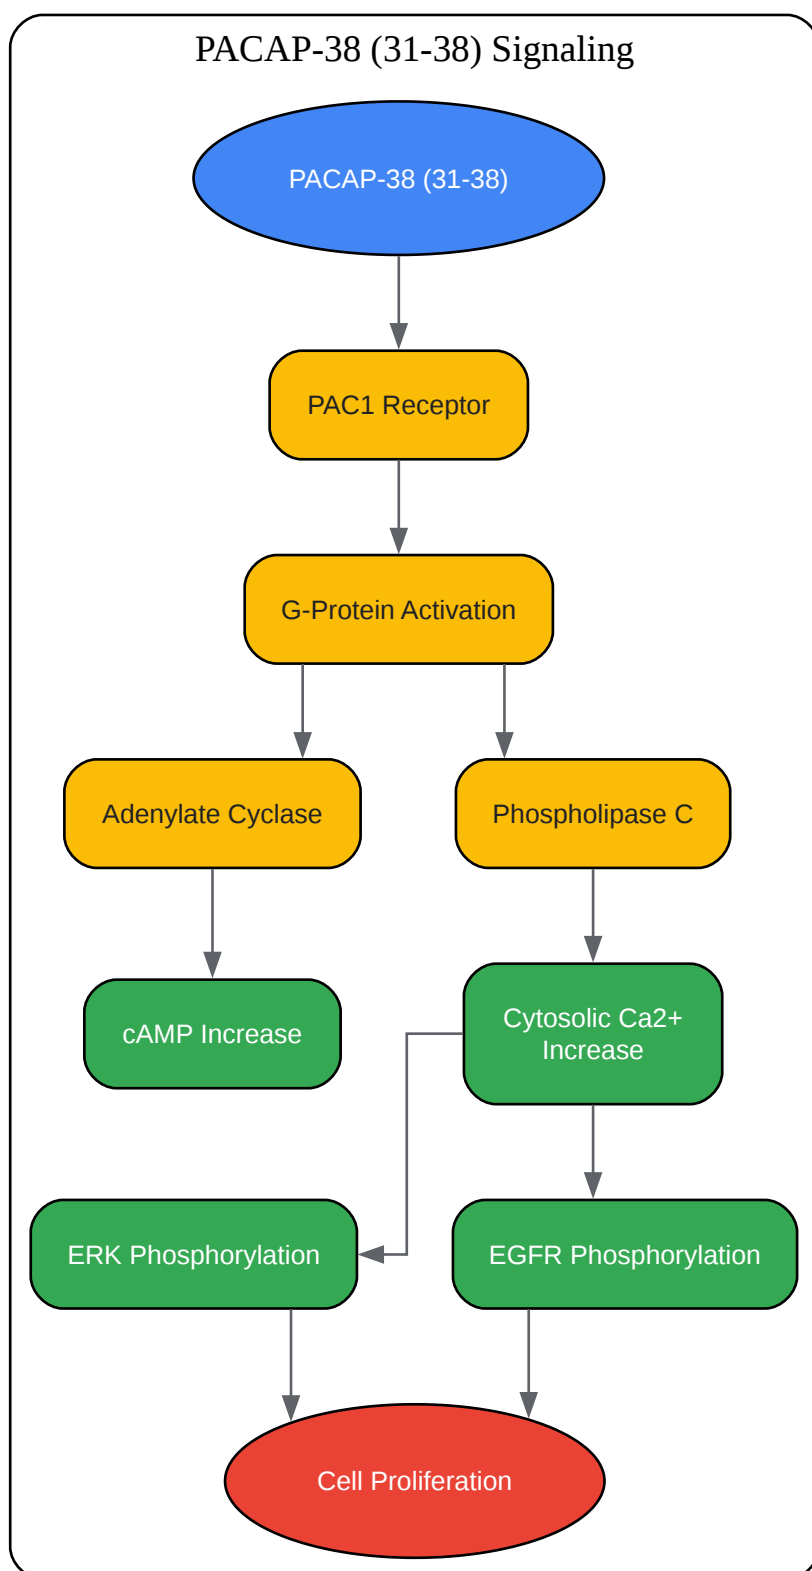 PACAP-38 (31-38) Signaling
PACAP-38 (31-38)
PAC1 Receptor
G-Protein Activation
Adenylate Cyclase
Phospholipase C
cAMP Increase
Cytosolic Ca2+
Increase
ERK Phosphorylation
EGFR Phosphorylation
Cell Proliferation